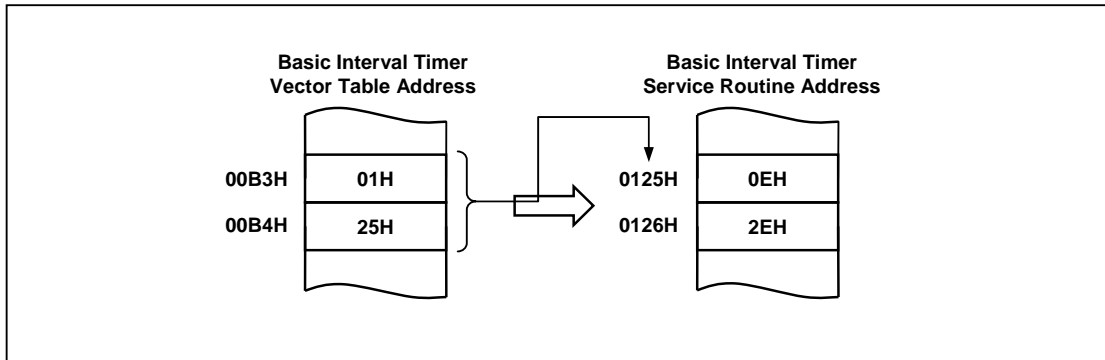 Basic Interval Timer
Vector Table Address
00B3H 01H
00B4H 25H
Basic Interval Timer
Service Routine Address
0125H 0EH
0126H 2EH